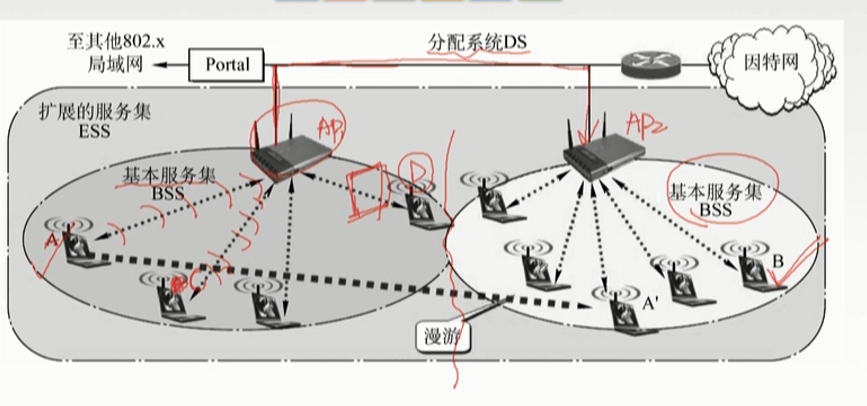 至其他802.x
局域网
Portal
分配系统DS
因特网
扩展的服务集
ESS
AP1
AP2
基本服务集
BSS
B
基本服务集
BSS
A
C
B
A'
漫游